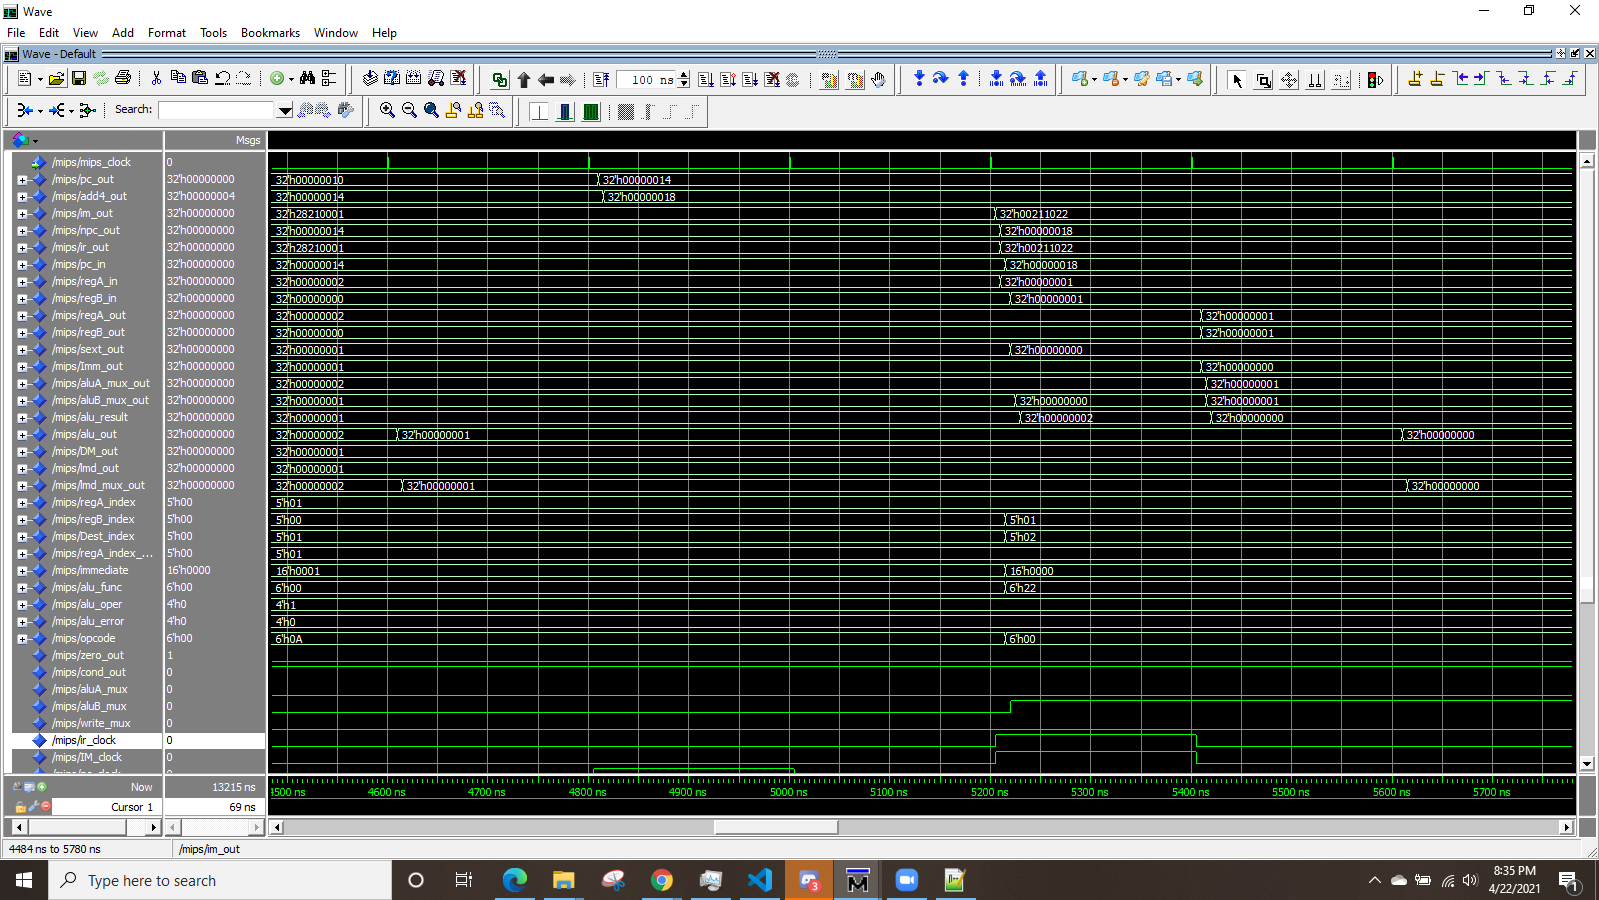 Wave
File Edit View Add Format Tools Bookmarks Window Help
Wave - Default
100 ns
Search:
Msgs
/mips/mips_clock 0
/mips/pc_out 32'h00000000 32'h00000010 32'h00000014
/mips/add4_out 32'h00000004 32'h00000014 32'h00000018
/mips/im_out 32'h00000000 32'h28210001 32'h00211022
/mips/npc_out 32'h00000000 32'h00000014 32'h00000018
/mips/ir_out 32'h00000000 32'h28210001 32'h00211022
/mips/pc_in 32'h00000000 32'h00000014 32'h00000018
/mips/regA_in 32'h00000000 32'h00000002 32'h00000001
/mips/regB_in 32'h00000000 32'h00000000 32'h00000001
/mips/regA_out 32'h00000000 32'h00000002 32'h00000001
/mips/regB_out 32'h00000000 32'h00000000 32'h00000001
/mips/sext_out 32'h00000000 32'h00000001 32'h00000000
/mips/Imm_out 32'h00000000 32'h00000001 32'h00000000
/mips/aluA_mux_out 32'h00000000 32'h00000002 32'h00000001
/mips/aluB_mux_out 32'h00000000 32'h00000001 32'h00000000 32'h00000001
/mips/alu_result 32'h00000000 32'h00000001 32'h00000002 32'h00000000
/mips/alu_out 32'h00000000 32'h00000002 32'h00000001 32'h00000000
/mips/DM_out 32'h00000000 32'h00000001
/mips/lmd_out 32'h00000000 32'h00000001
/mips/lmd_mux_out 32'h00000000 32'h00000002 32'h00000001 32'h00000000
/mips/regA_index 5'h00 5'h01
/mips/regB_index 5'h00 5'h00 5'h01
/mips/Dest_index 5'h00 5'h01 5'h02
/mips/regA_index_... 5'h00 5'h01
/mips/immediate 16'h0000 16'h0001 16'h0000
/mips/alu_func 6'h00 6'h00 6'h22
/mips/alu_oper 4'h0 4'h1
/mips/alu_error 4'h0 4'h0
/mips/opcode 6'h00 6'h0A 6'h00
/mips/zero_out 1
/mips/cond_out 0
/mips/aluA_mux 0
/mips/aluB_mux 0
/mips/write_mux 0
/mips/ir_clock 0
/mips/IM_clock 0
Now 13215 ns 4500 ns 4600 ns 4700 ns 4800 ns 4900 ns 5000 ns 5100 ns 5200 ns 5300 ns 5400 ns 5500 ns 5600 ns 5700 ns
Cursor 1 69 ns
4484 ns to 5780 ns /mips/im_out
Type here to search
3
M
8:35 PM
4/22/2021
1